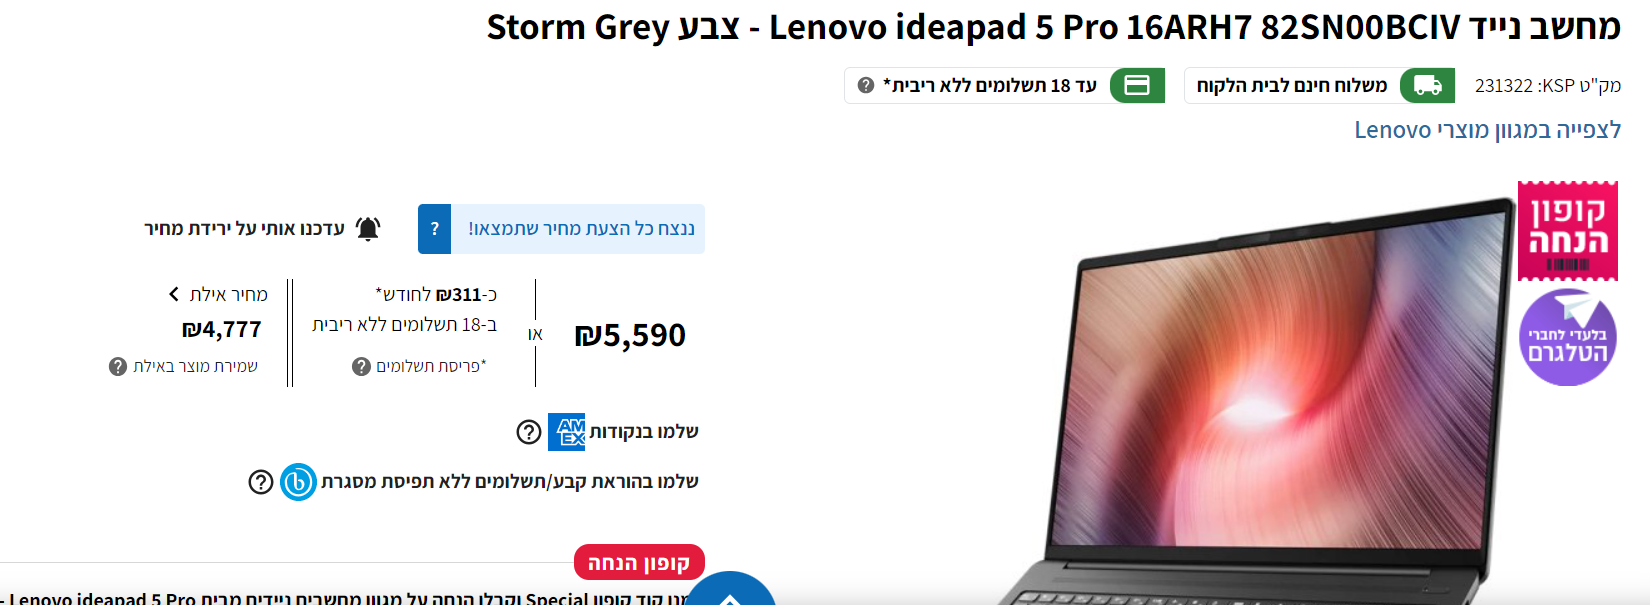 מחשב נייד Lenovo ideapad 5 Pro 16ARH7 82SN00BCIV - צבע Storm Grey
מק"ט KSP: 231322
משלוח חינם לבית הלקוח
עד 18 תשלומים ללא ריבית*
?
לצפייה במגוון מוצרי Lenovo
קופון
הנחה
בלעדי לחברי
הטלגרם
ננצח כל הצעת מחיר שתמצאו!
?
עדכנו אותי על ירידת מחיר
₪5,590
או
כ-₪311 לחודש*
ב-18 תשלומים ללא ריבית
*פריסת תשלומים ?
מחיר אילת
₪4,777
שמירת מוצר באילת ?
שלמו בנקודות AMEX ?
שלמו בהוראת קבע/תשלומים ללא תפיסת מסגרת b ?
קופון הנחה
קוד קופון Special וקבלו הנחה על מגוון מחשבים ניידים מבית Lenovo ideapad 5 Pro -